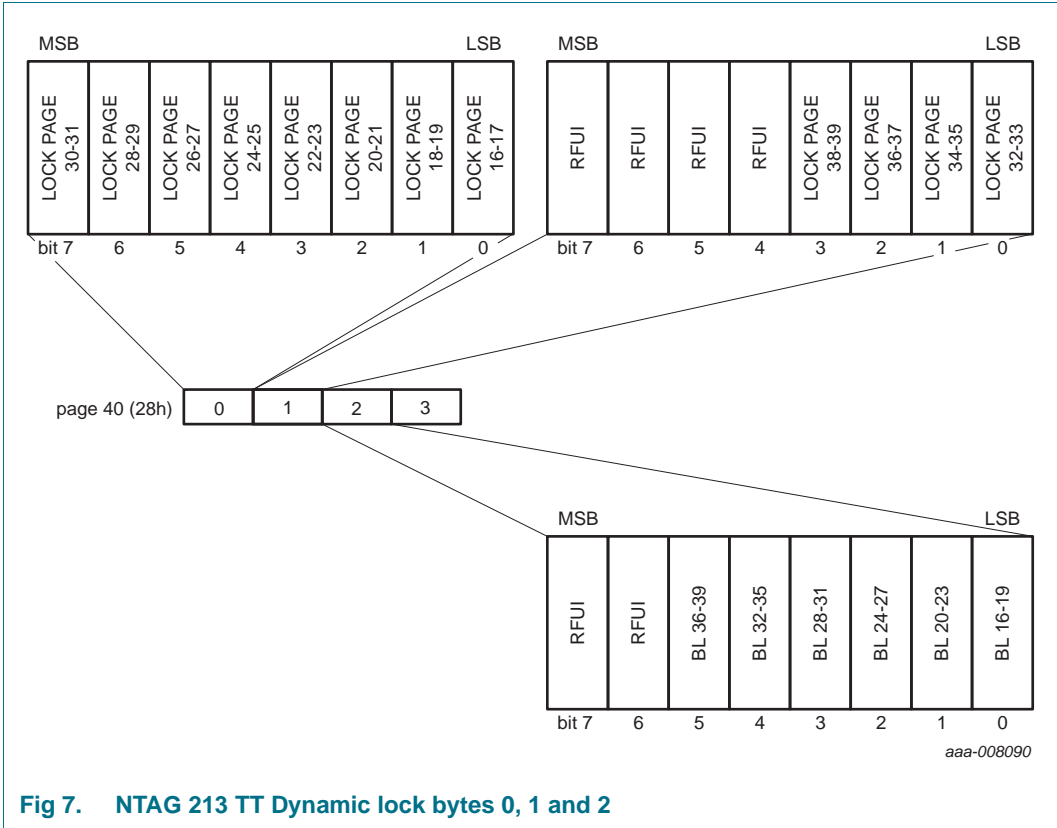 MSB LSB
LOCK PAGE 30-31
LOCK PAGE 28-29
LOCK PAGE 26-27
LOCK PAGE 24-25
LOCK PAGE 22-23
LOCK PAGE 20-21
LOCK PAGE 18-19
LOCK PAGE 16-17
bit 7 6 5 4 3 2 1 0
MSB LSB
RFUI
RFUI
RFUI
RFUI
LOCK PAGE 38-39
LOCK PAGE 36-37
LOCK PAGE 34-35
LOCK PAGE 32-33
bit 7 6 5 4 3 2 1 0
page 40 (28h) 0 1 2 3
MSB LSB
RFUI
RFUI
BL 36-39
BL 32-35
BL 28-31
BL 24-27
BL 20-23
BL 16-19
bit 7 6 5 4 3 2 1 0
aaa-008090
Fig 7. NTAG 213 TT Dynamic lock bytes 0, 1 and 2